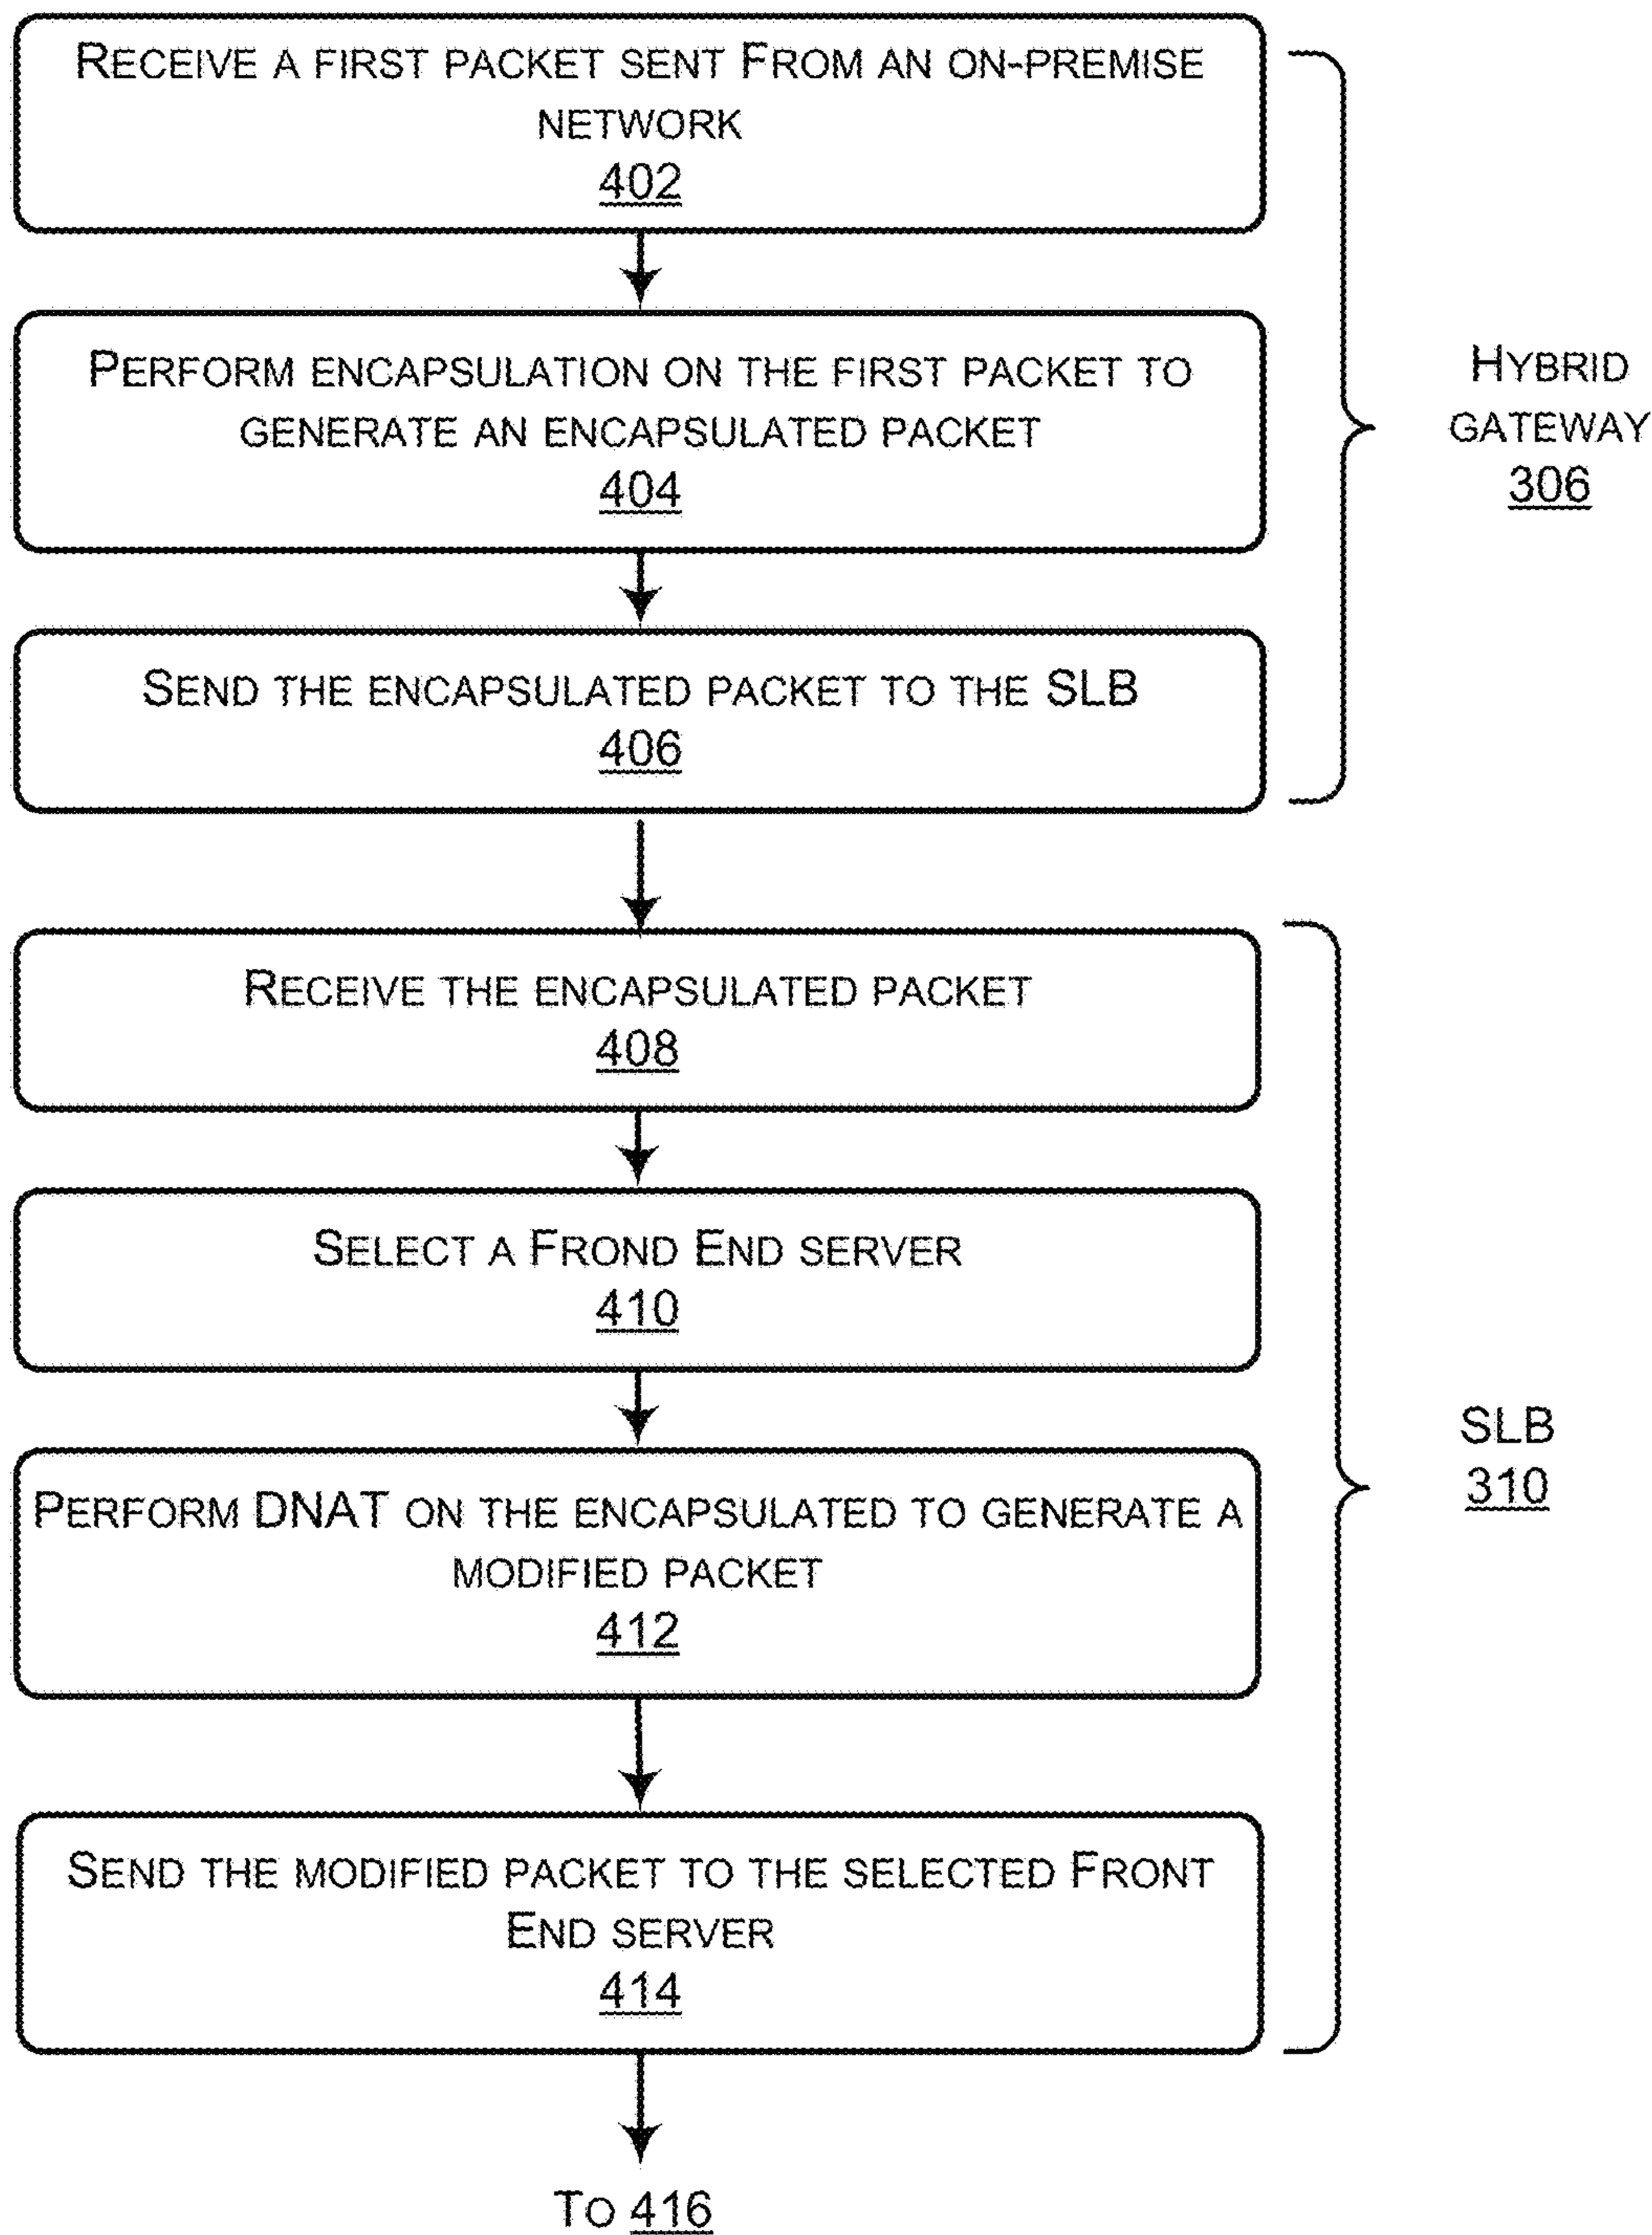 RECEIVE A FIRST PACKET SENT FROM AN ON-PREMISE
NETWORK
402
PERFORM ENCAPSULATION ON THE FIRST PACKET TO
GENERATE AN ENCAPSULATED PACKET
404
SEND THE ENCAPSULATED PACKET TO THE SLB
406
HYBRID
GATEWAY
306
RECEIVE THE ENCAPSULATED PACKET
408
SELECT A FROND END SERVER
410
PERFORM DNAT ON THE ENCAPSULATED TO GENERATE A
MODIFIED PACKET
412
SEND THE MODIFIED PACKET TO THE SELECTED FRONT
END SERVER
414
SLB
310
TO 416